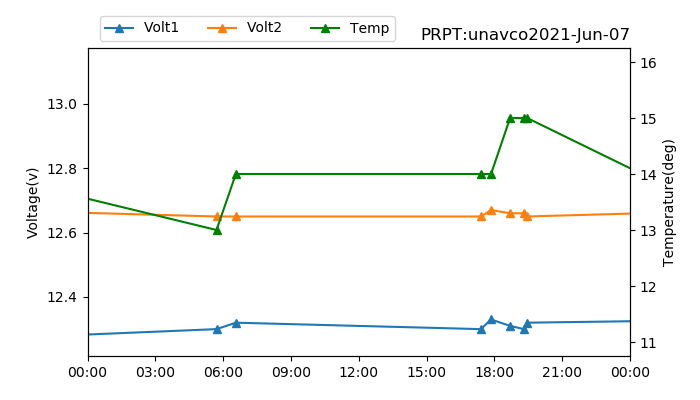 Volt1 Volt2 Temp
PRPT:unavco2021-Jun-07
Voltage(v)
13.0
12.8
12.6
12.4
16
15
14
13
12
11
Temperature(deg)
00:00 03:00 06:00 09:00 12:00 15:00 18:00 21:00 00:00